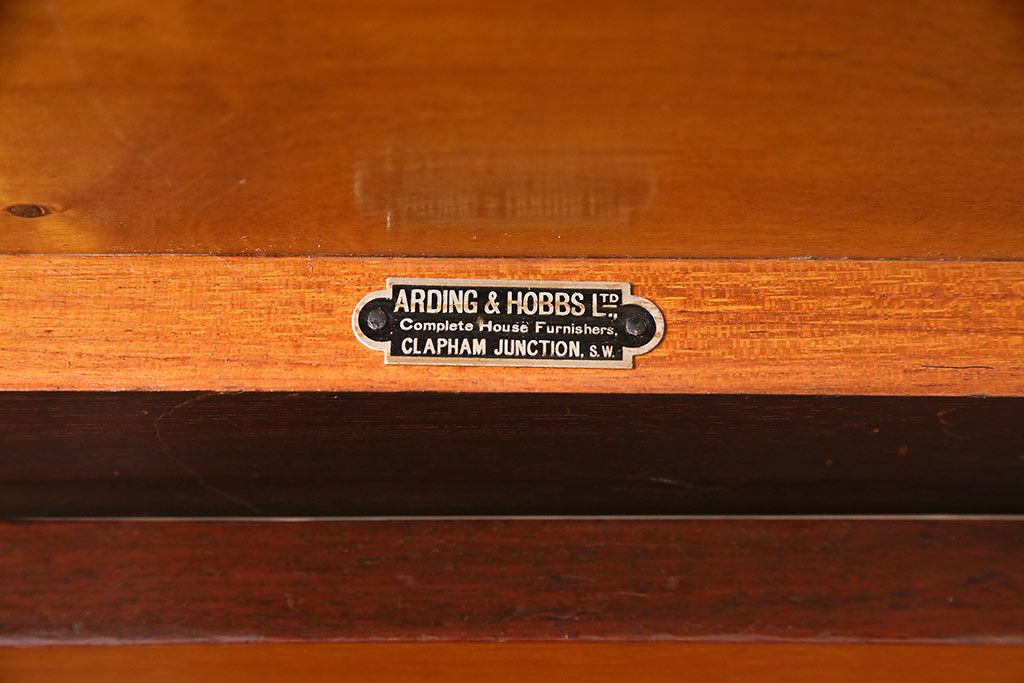 ARDING & HOBBS LTD.,
Complete House Furnishers,
CLAPHAM JUNCTION, S.W.